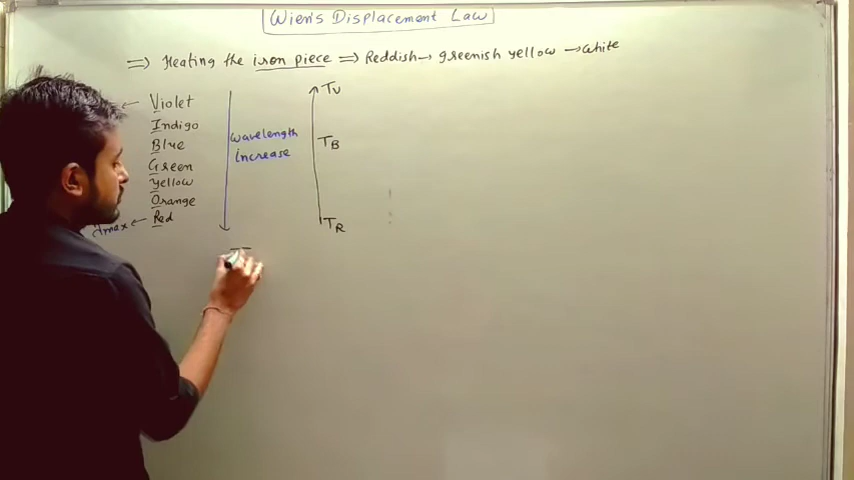 Wien's Displacement Law
⇒ Heating the iron piece ⇒ Reddish → greenish yellow → white
← Violet
Indigo
Blue
Green
Yellow
Orange
λmax ← Red
wavelength
increase
TV
TB
TR
T